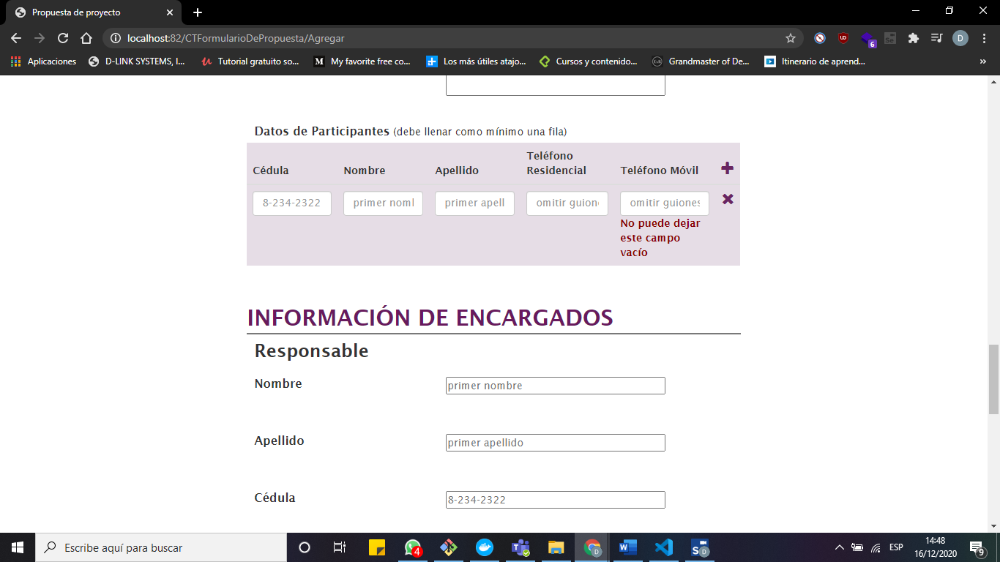 Propuesta de proyecto
localhost:82/CTFormularioDePropuesta/Agregar
UD
6
Se
D
Aplicaciones
D-LINK SYSTEMS, I...
Tutorial gratuito so...
My favorite free co...
Los más útiles atajo...
Cursos y contenido...
Grandmaster of De...
Itinerario de aprend...
»
Datos de Participantes (debe llenar como mínimo una fila)
Cédula
Nombre
Apellido
Teléfono
Residencial
Teléfono Móvil
8-234-2322
primer noml
primer apell
omitir guion
omitir guiones
No puede dejar
este campo
vacío
INFORMACIÓN DE ENCARGADOS
Responsable
Nombre
primer nombre
Apellido
primer apellido
Cédula
8-234-2322
Escribe aquí para buscar
4
D
S
D
ESP
14:48
16/12/2020
9